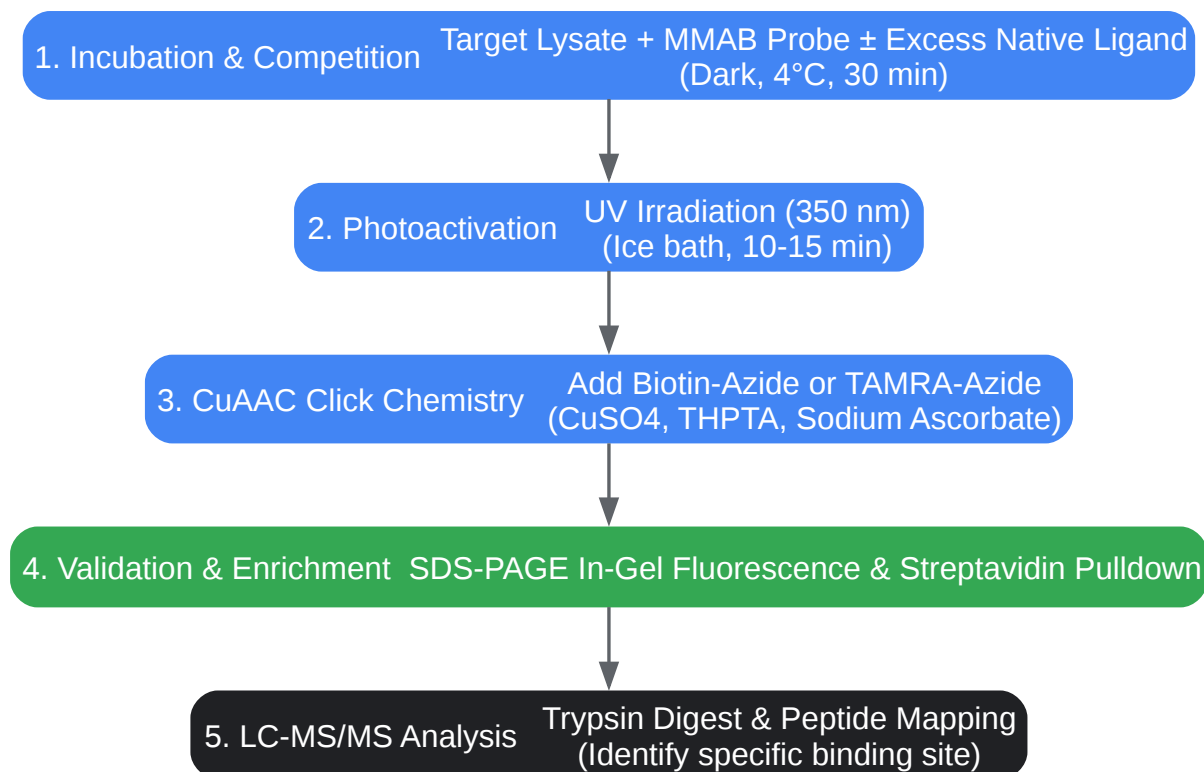 1. Incubation & Competition
Target Lysate + MMAB Probe ± Excess Native Ligand
(Dark, 4°C, 30 min)
2. Photoactivation
UV Irradiation (350 nm)
(Ice bath, 10-15 min)
3. CuAAC Click Chemistry
Add Biotin-Azide or TAMRA-Azide
(CuSO4, THPTA, Sodium Ascorbate)
4. Validation & Enrichment
SDS-PAGE In-Gel Fluorescence & Streptavidin Pulldown
5. LC-MS/MS Analysis
Trypsin Digest & Peptide Mapping
(Identify specific binding site)